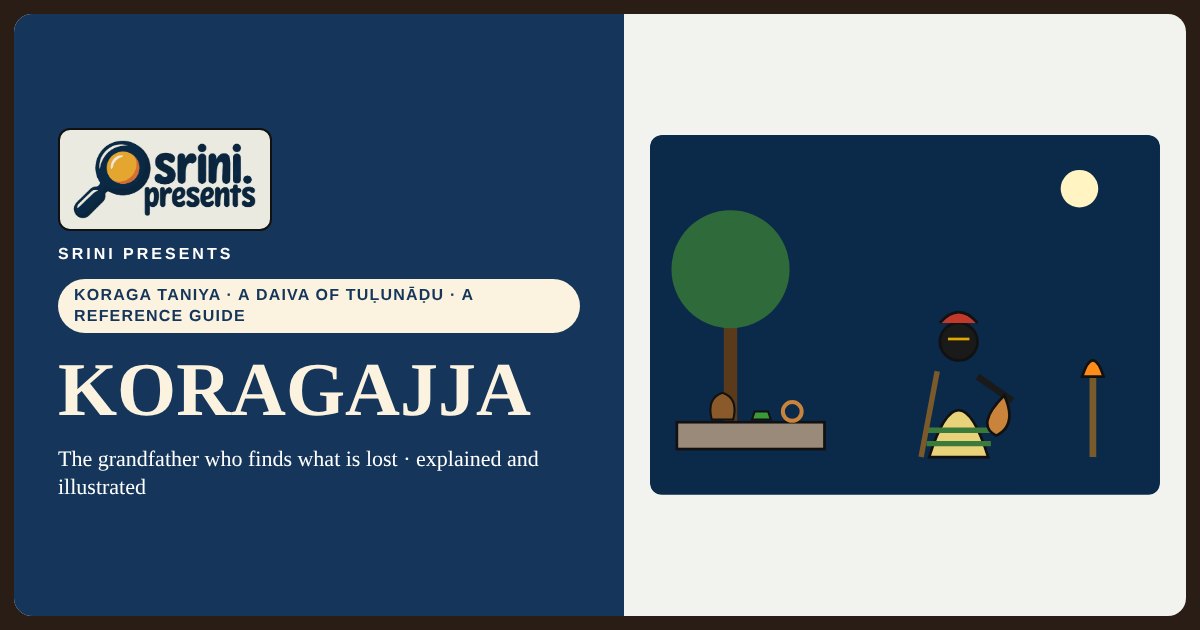 srini.
presents
SRINI PRESENTS
KORAGA TANIYA · A DAIVA OF TUḶUNĀḌU · A
REFERENCE GUIDE
KORAGAJJA
The grandfather who finds what is lost · explained and
illustrated